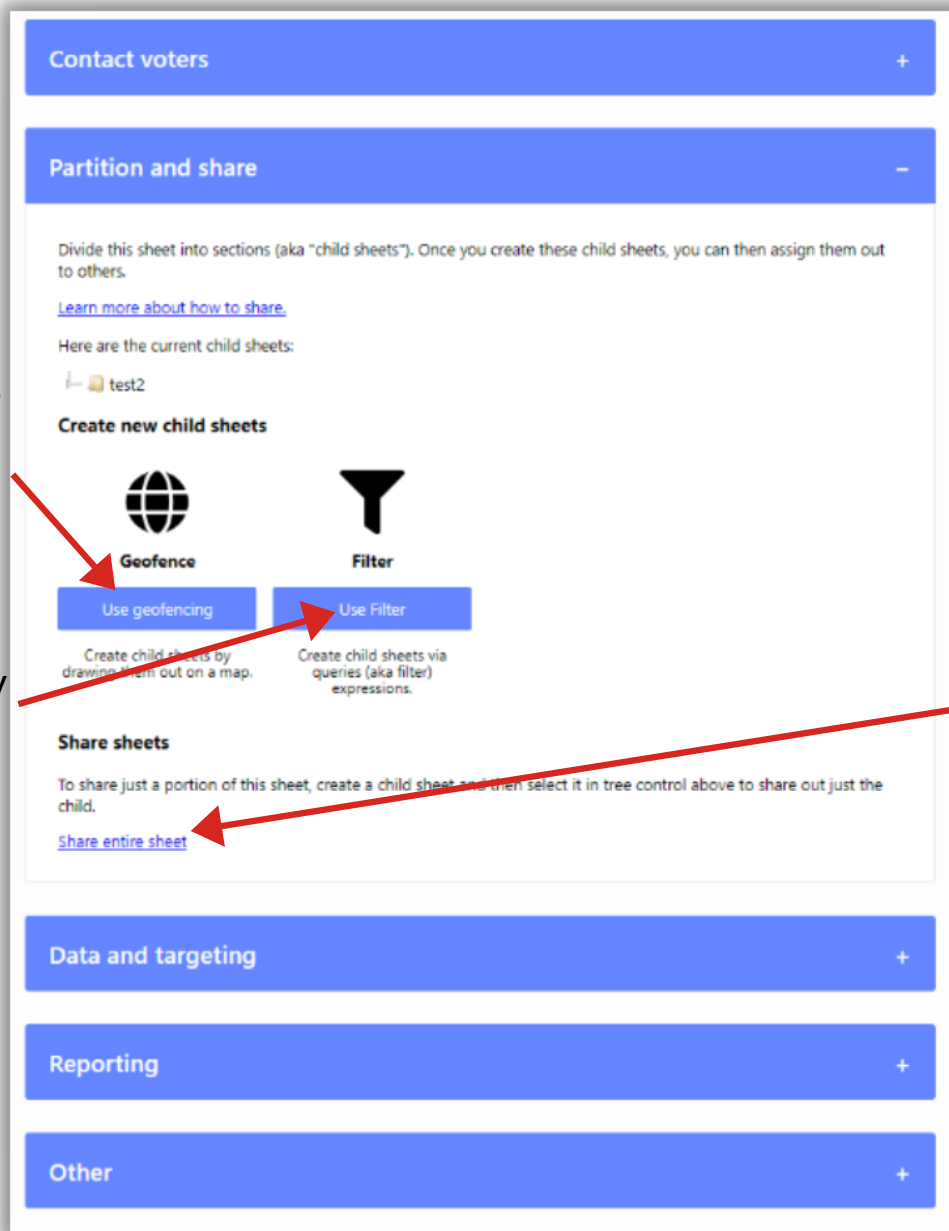 Contact voters +
Partition and share −
Divide this sheet into sections (aka "child sheets"). Once you create these child sheets, you can then assign them out
to others.
Learn more about how to share.
Here are the current child sheets:
test2
Create new child sheets
Geofence Filter
Use geofencing Use Filter
Create child sheets by Create child sheets via
drawing them out on a map. queries (aka filter)
expressions.
Share sheets
To share just a portion of this sheet, create a child sheet and then select it in tree control above to share out just the
child.
Share entire sheet
Data and targeting +
Reporting +
Other +